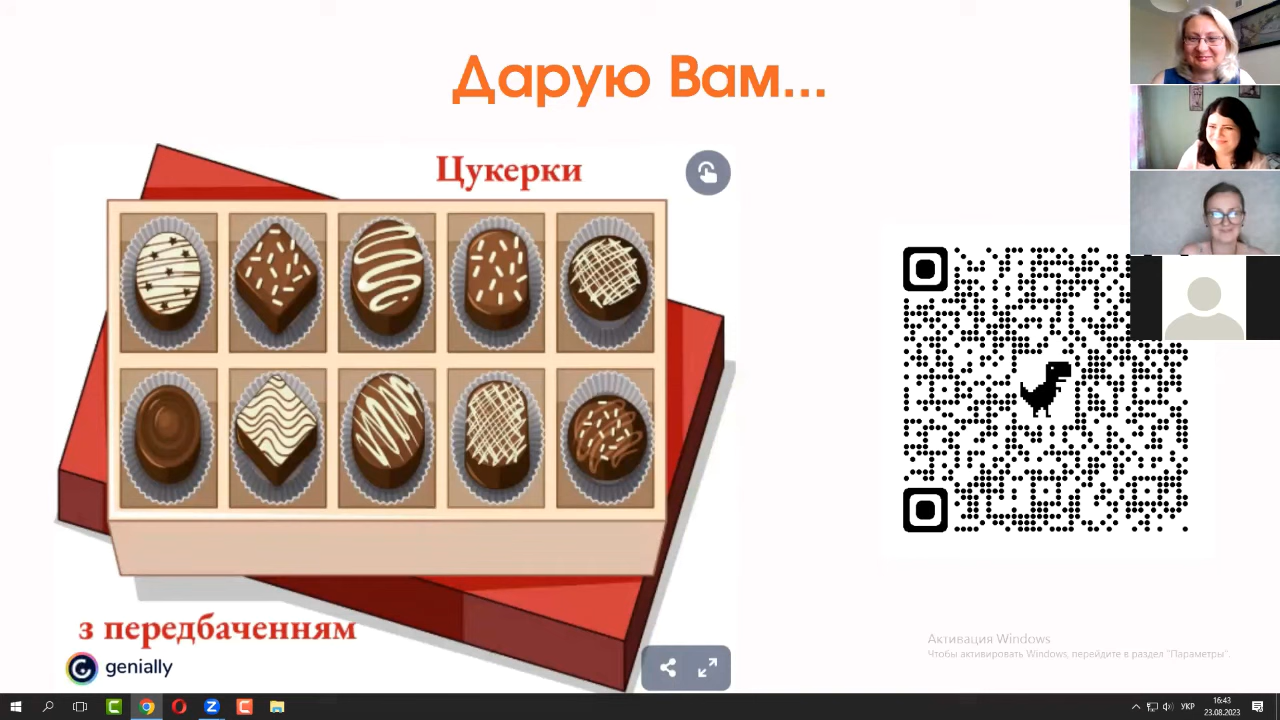 Дарую Вам...
Цукерки
з передбаченням
genially
Активация Windows
Чтобы активировать Windows, перейдите в раздел "Параметры".
УКР
16:43
23.08.2023